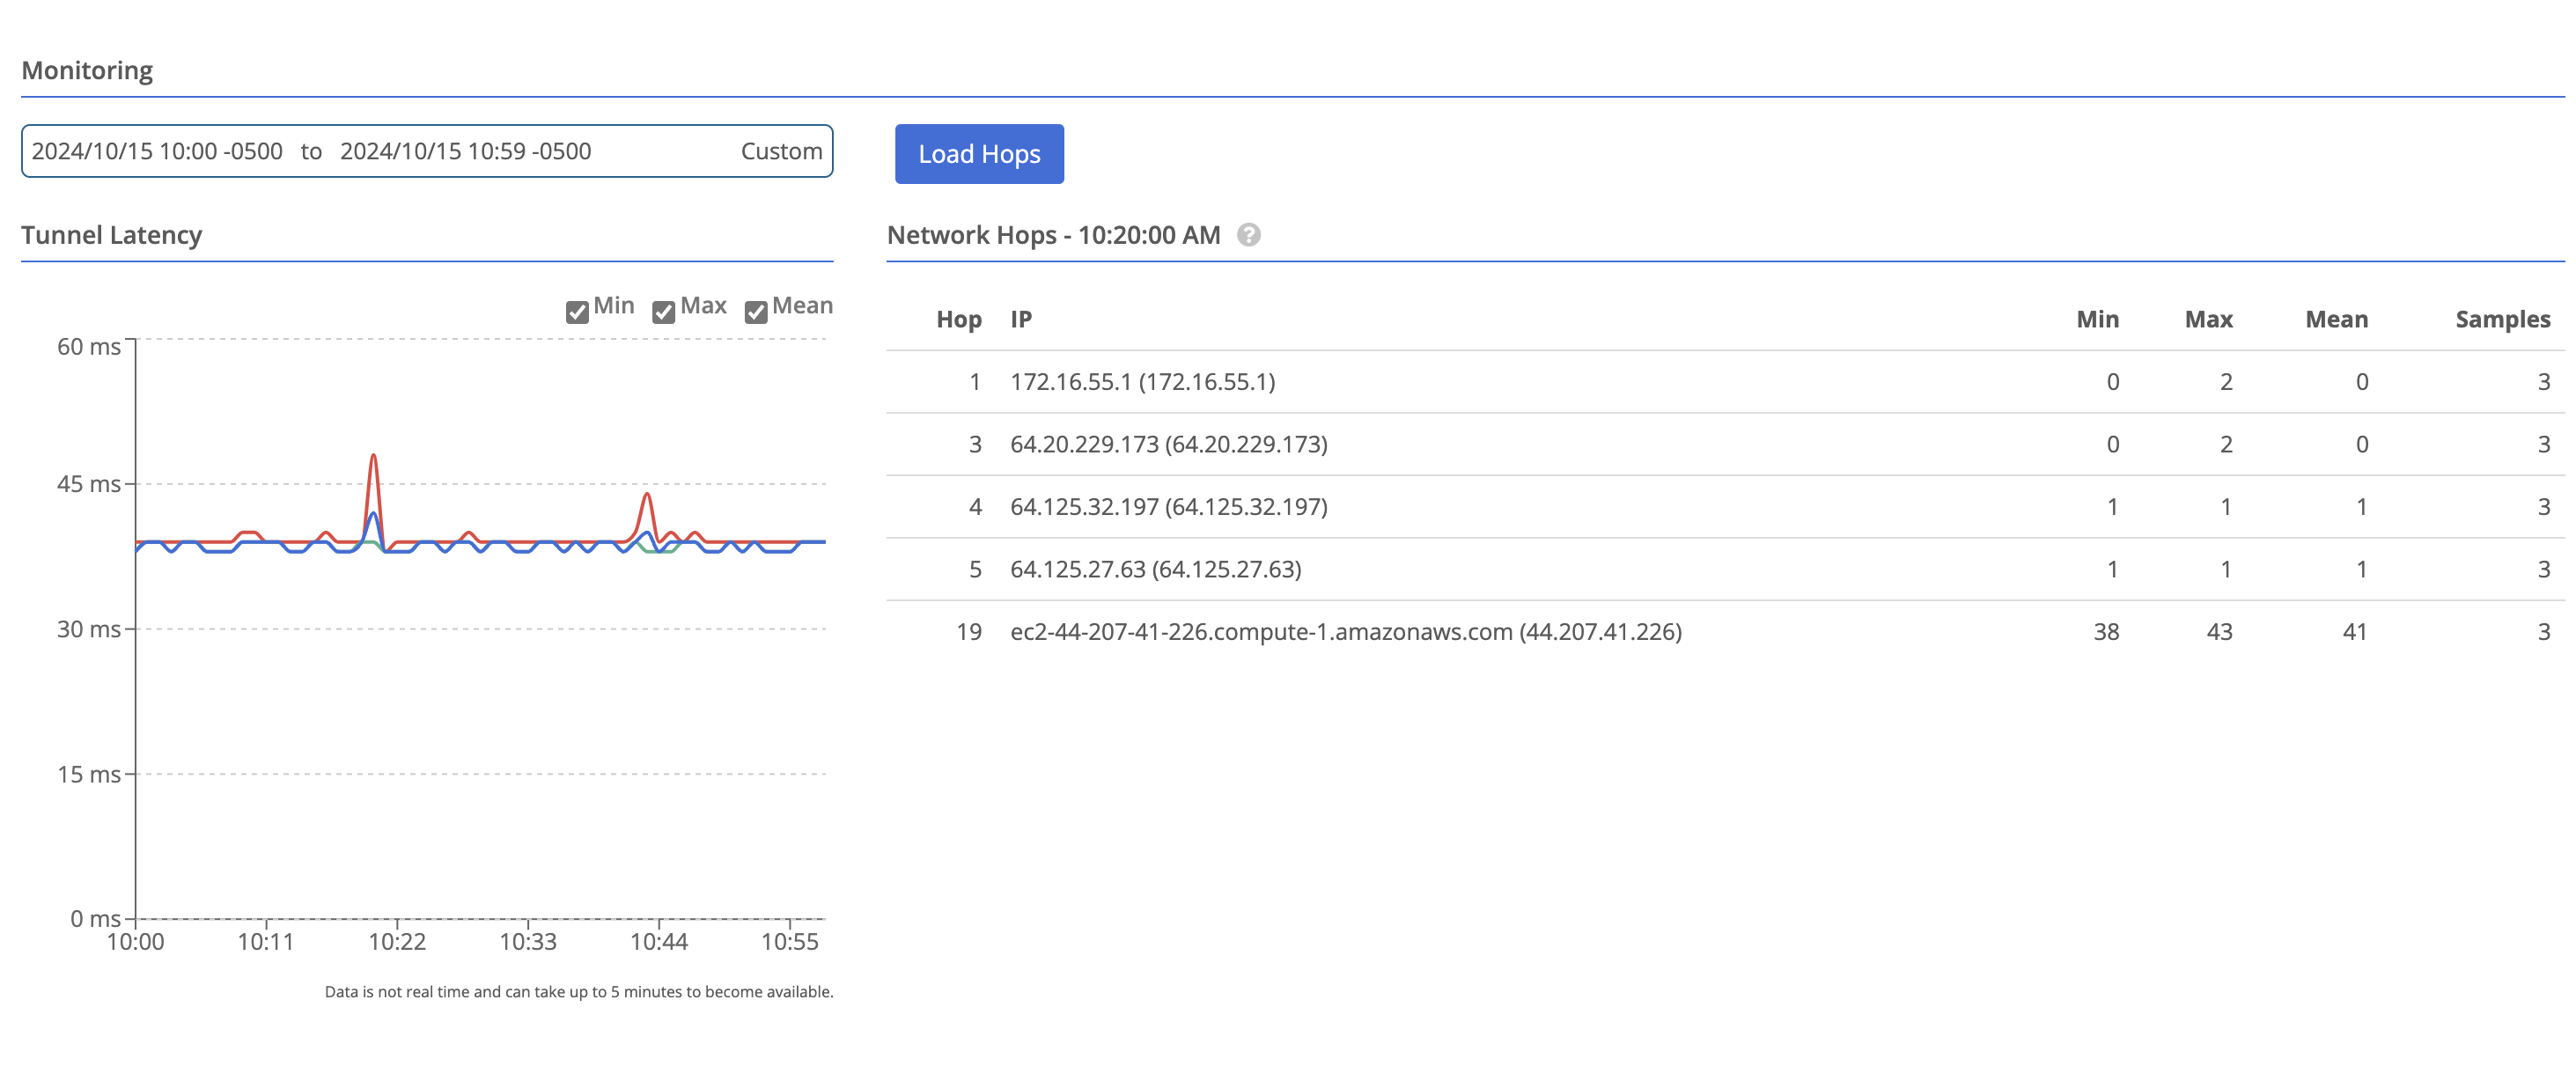 Monitoring
2024/10/15 10:00 -0500 to 2024/10/15 10:59 -0500 Custom
Load Hops
Tunnel Latency
Min Max Mean
60 ms
45 ms
30 ms
15 ms
0 ms
10:00 10:11 10:22 10:33 10:44 10:55
Data is not real time and can take up to 5 minutes to become available.
Network Hops - 10:20:00 AM ?
Hop IP Min Max Mean Samples
1 172.16.55.1 (172.16.55.1) 0 2 0 3
3 64.20.229.173 (64.20.229.173) 0 2 0 3
4 64.125.32.197 (64.125.32.197) 1 1 1 3
5 64.125.27.63 (64.125.27.63) 1 1 1 3
19 ec2-44-207-41-226.compute-1.amazonaws.com (44.207.41.226) 38 43 41 3